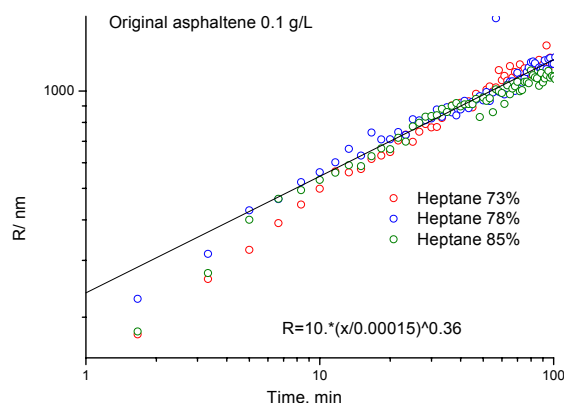 Original asphaltene 0.1 g/L
1000
R/ nm
Heptane 73%
Heptane 78%
Heptane 85%
R=10.*(x/0.00015)^0.36
1
10
100
Time, min